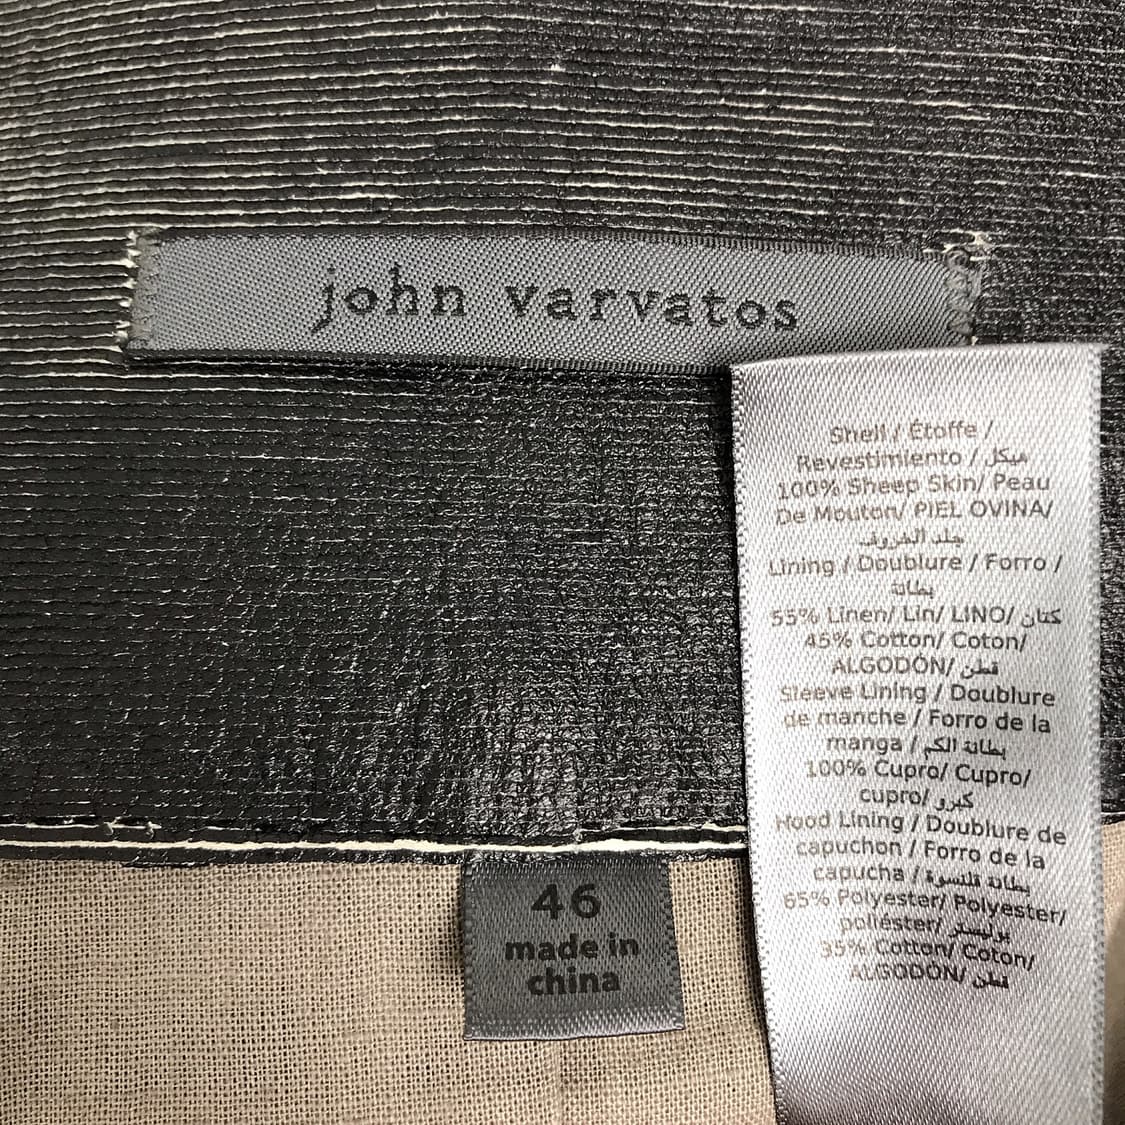 john varvatos
Shell / Étoffe /
Revestimiento / هيكل
100% Sheep Skin/ Peau
De Mouton/ PIEL OVINA/
جلد الخروف
Lining / Doublure / Forro /
بطانة
55% Linen/ Lin/ LINO/ كتان
45% Cotton/ Coton/
ALGODÓN/ قطن
Sleeve Lining / Doublure
de manche / Forro de la
manga / بطانة الكم
100% Cupro/ Cupro/
cupro/ كبرو
Hood Lining / Doublure de
capuchon / Forro de la
capucha / بطانة قلنسوة
65% Polyester/ Polyester/
poliéster/ بوليستر
35% Cotton/ Coton/
ALGODÓN/ قطن
46
made in
china